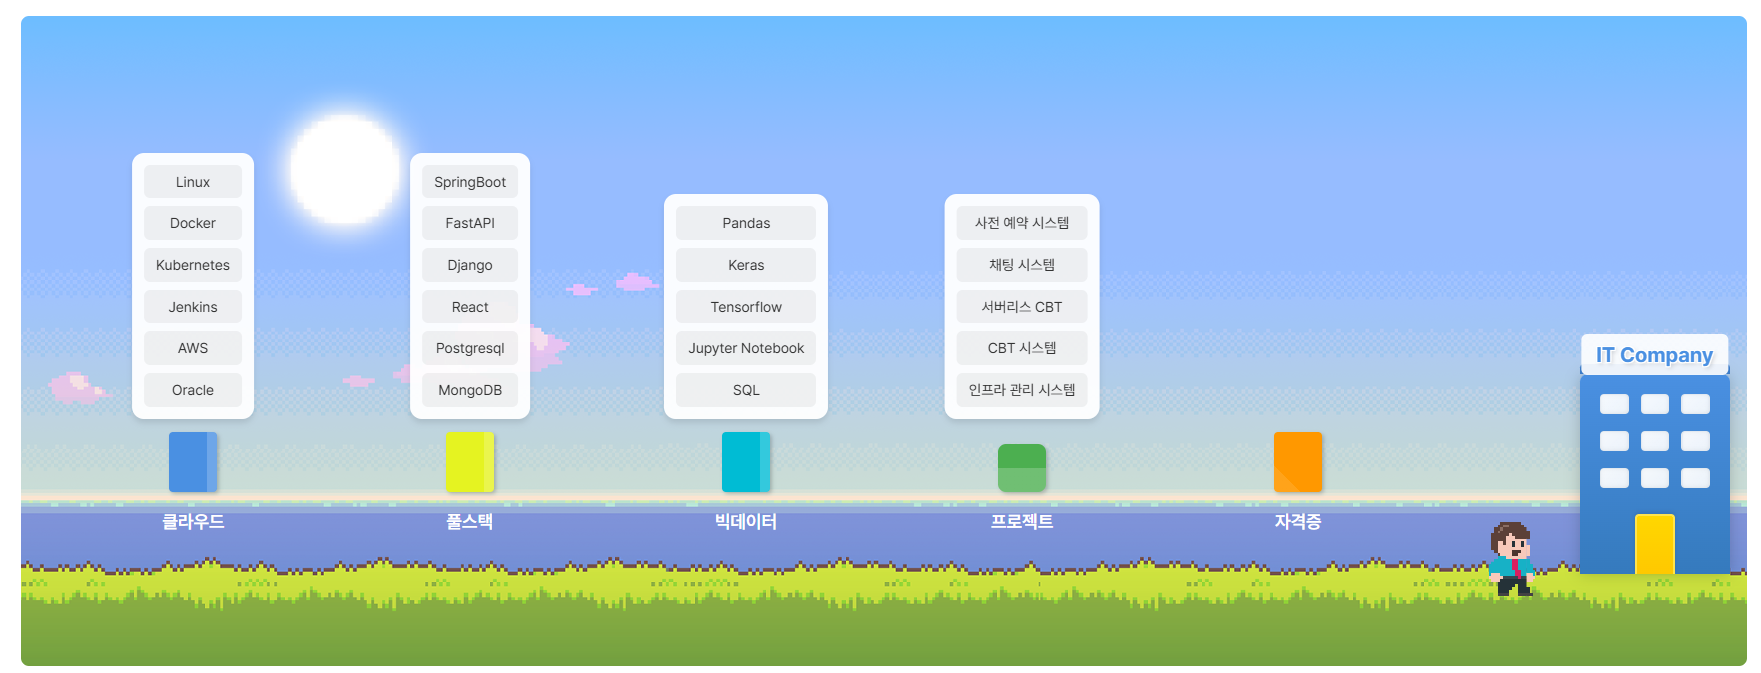 Linux
Docker
Kubernetes
Jenkins
AWS
Oracle
클라우드
SpringBoot
FastAPI
Django
React
Postgresql
MongoDB
풀스택
Pandas
Keras
Tensorflow
Jupyter Notebook
SQL
빅데이터
사전 예약 시스템
채팅 시스템
서버리스 CBT
CBT 시스템
인프라 관리 시스템
프로젝트
자격증
IT Company